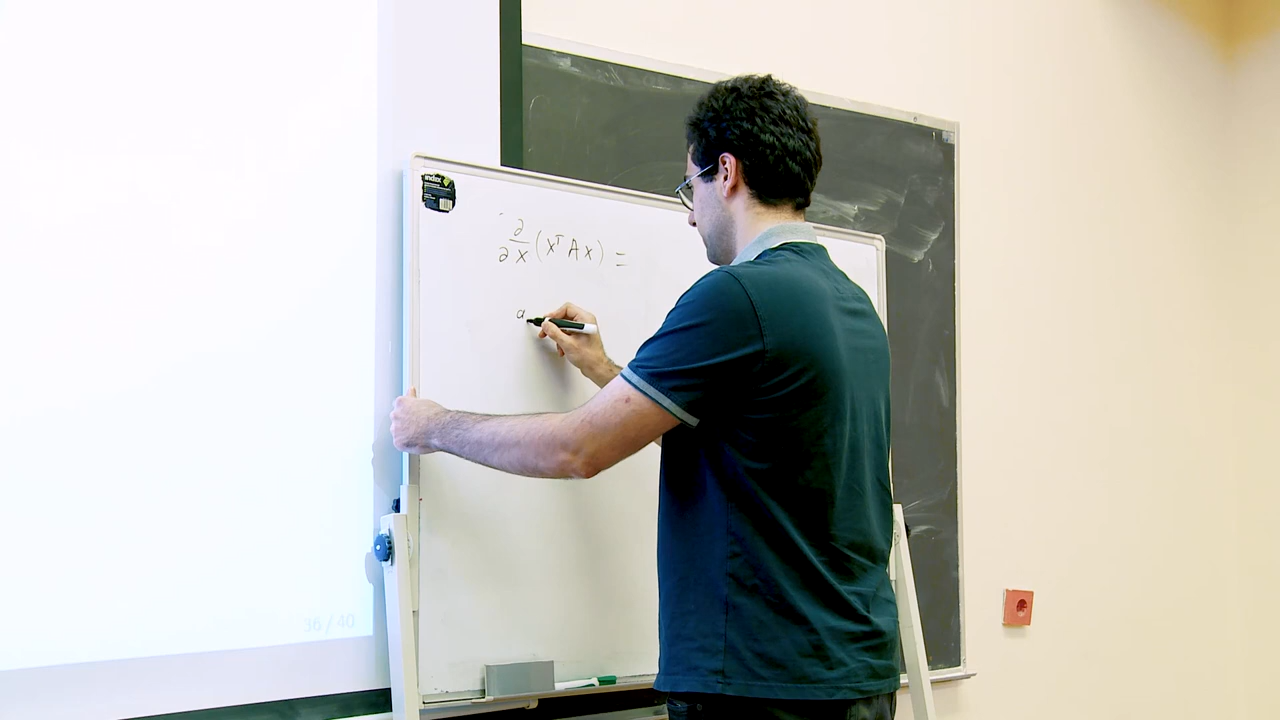 index
∂/∂x (xᵀAx) =
a
36 / 40